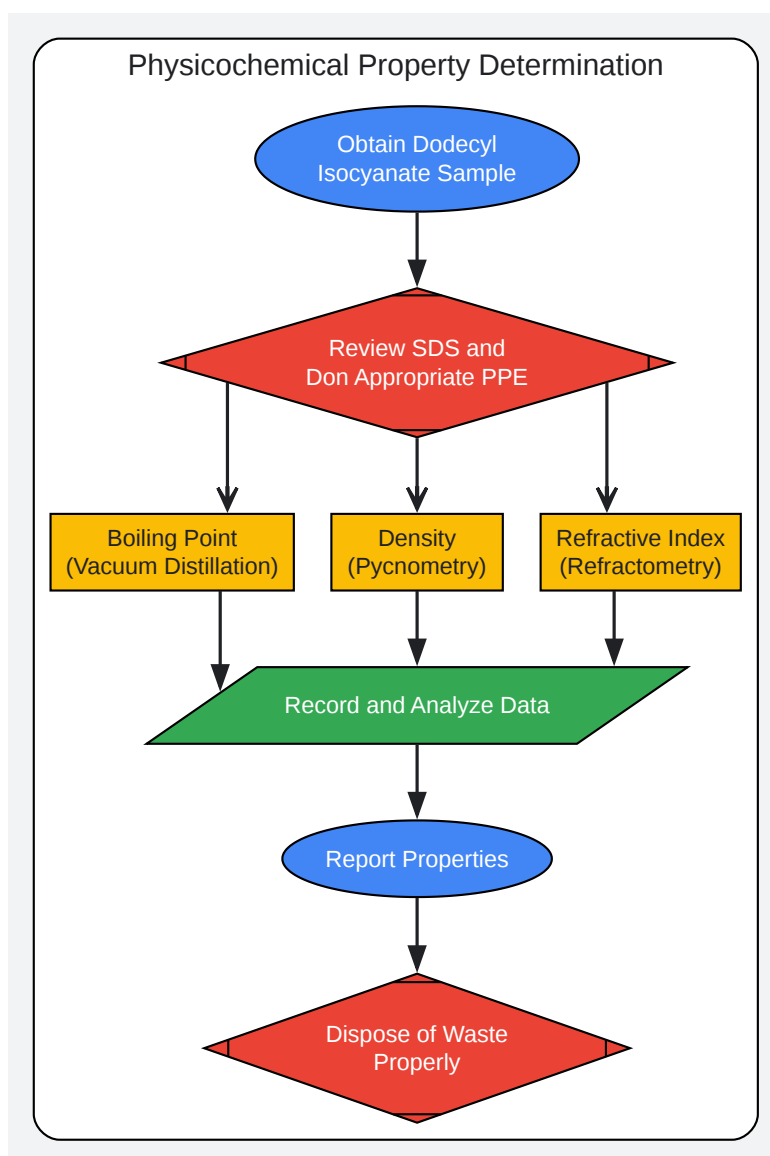 Physicochemical Property Determination
Obtain Dodecyl
Isocyanate Sample
Review SDS and
Don Appropriate PPE
Boiling Point
(Vacuum Distillation)
Density
(Pycnometry)
Refractive Index
(Refractometry)
Record and Analyze Data
Report Properties
Dispose of Waste
Properly